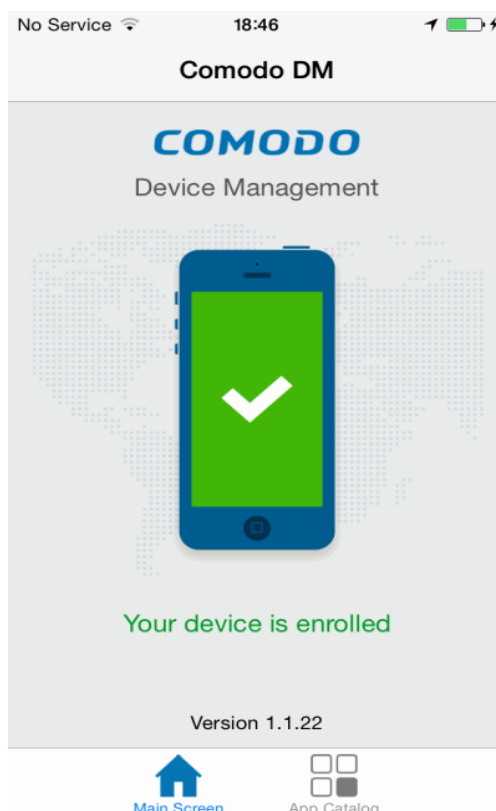 No Service 18:46
Comodo DM
COMODO
Device Management
Your device is enrolled
Version 1.1.22
Main Screen App Catalog